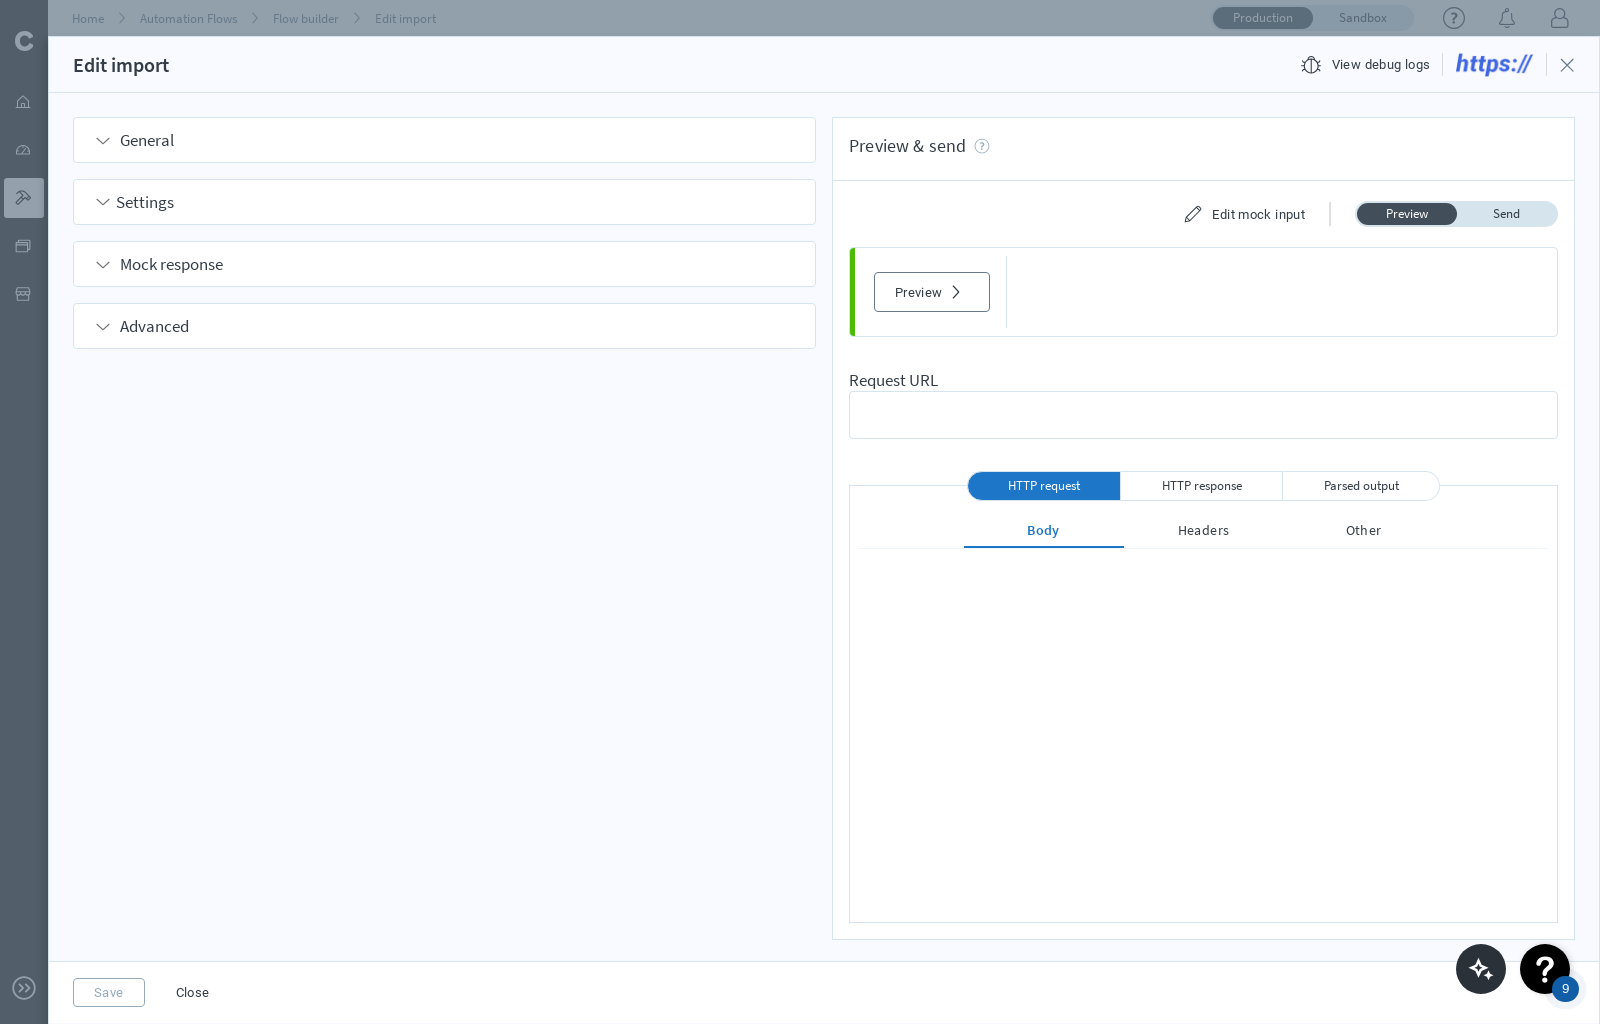 Home
Automation Flows
Flow builder
Edit import
Production
Sandbox
C
Edit import
View debug logs
https://
General
Settings
Mock response
Advanced
Preview & send
?
Edit mock input
Preview
Send
Preview
Request URL
HTTP request
HTTP response
Parsed output
Body
Headers
Other
Save
Close
?
9